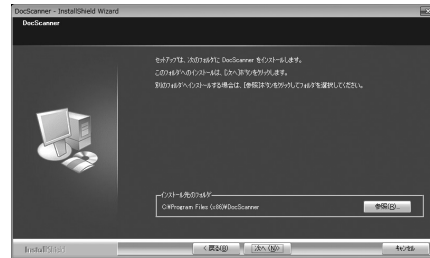 DocScanner - InstallShield Wizard
DocScanner
セットアップは、次のフォルダに DocScanner をインストールします。
このフォルダへのインストールは、[次へ]ボタンをクリックします。
別のフォルダへインストールする場合は、[参照]ボタンをクリックしてフォルダを選択してください。
インストール先のフォルダ
C:¥Program Files (x86)¥DocScanner
参照(R)...
InstallShield
< 戻る(B)
次へ (N)>
キャンセル